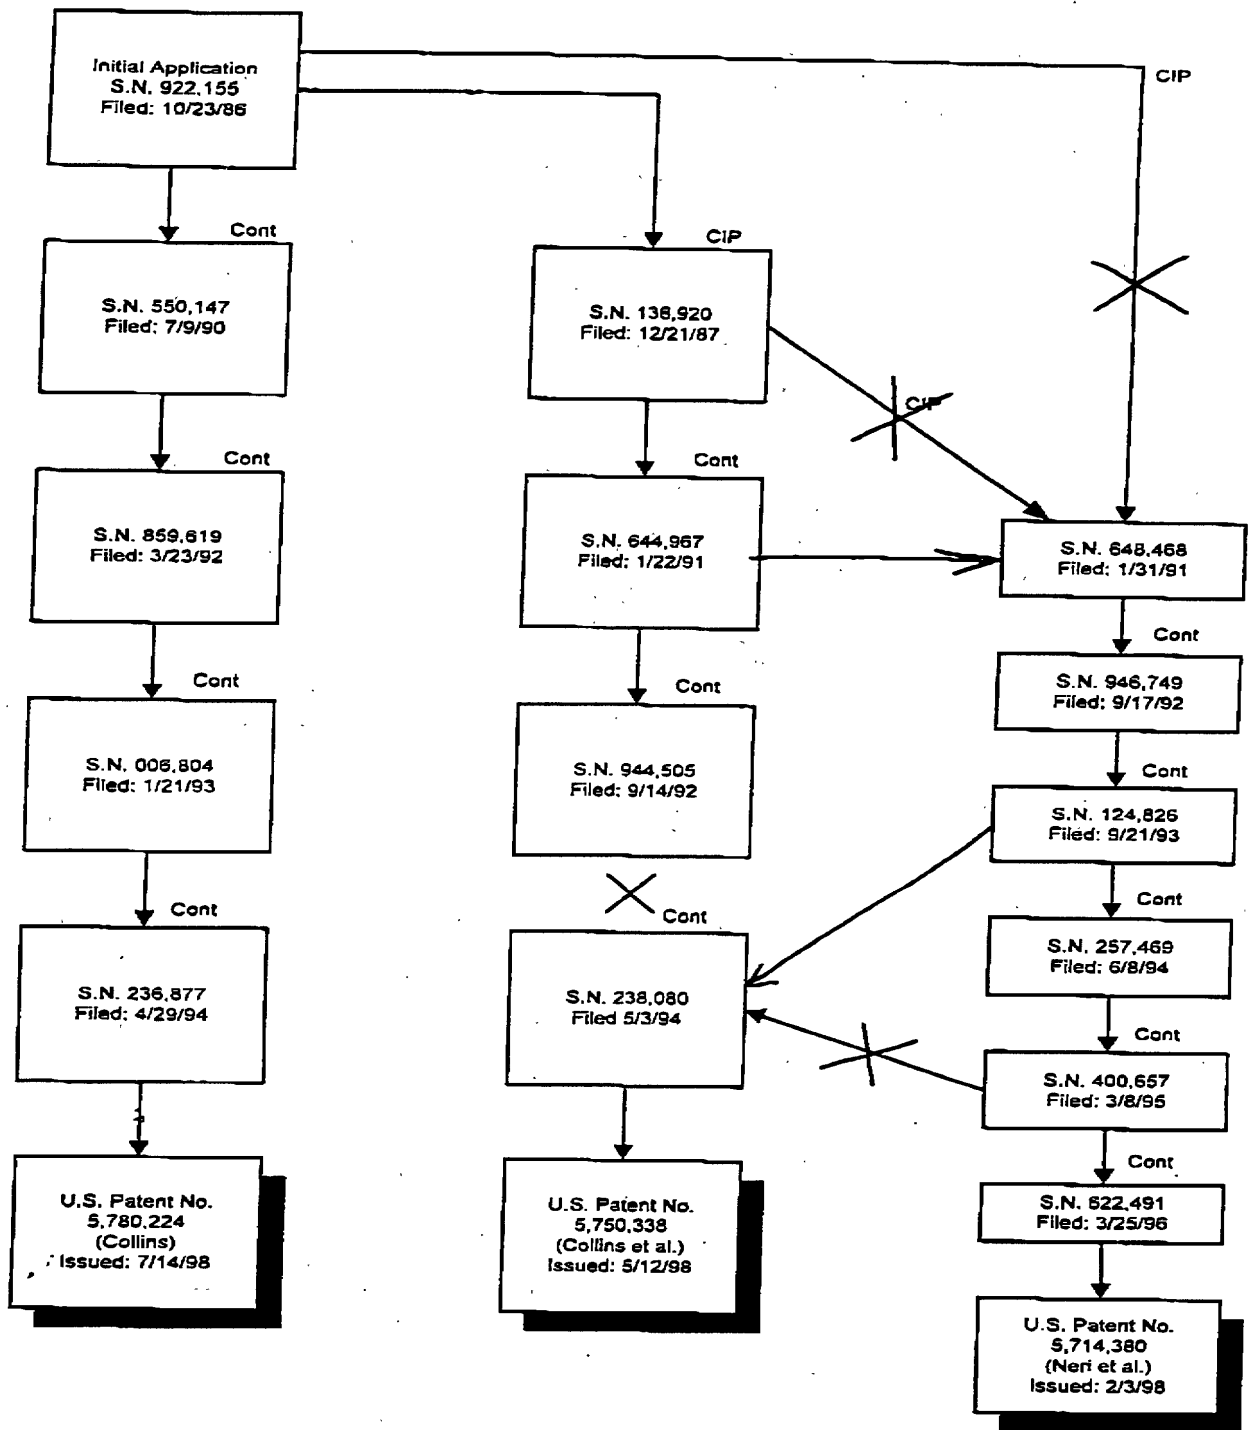 Initial Application
S.N. 922,155
Filed: 10/23/86
CIP
Cont
S.N. 550,147
Filed: 7/9/90
Cont
S.N. 859,619
Filed: 3/23/92
Cont
S.N. 006,804
Filed: 1/21/93
Cont
S.N. 236,877
Filed: 4/29/94
U.S. Patent No.
5,780,224
(Collins)
Issued: 7/14/98
CIP
S.N. 136,920
Filed: 12/21/87
CIP
Cont
S.N. 644,967
Filed: 1/22/91
Cont
S.N. 944,505
Filed: 9/14/92
Cont
S.N. 238,080
Filed 5/3/94
U.S. Patent No.
5,750,338
(Collins et al.)
Issued: 5/12/98
S.N. 648,468
Filed: 1/31/91
Cont
S.N. 946,749
Filed: 9/17/92
Cont
S.N. 124,826
Filed: 9/21/93
Cont
S.N. 257,469
Filed: 6/8/94
Cont
S.N. 400,657
Filed: 3/8/95
Cont
S.N. 622,491
Filed: 3/25/96
U.S. Patent No.
5,714,380
(Neri et al.)
Issued: 2/3/98